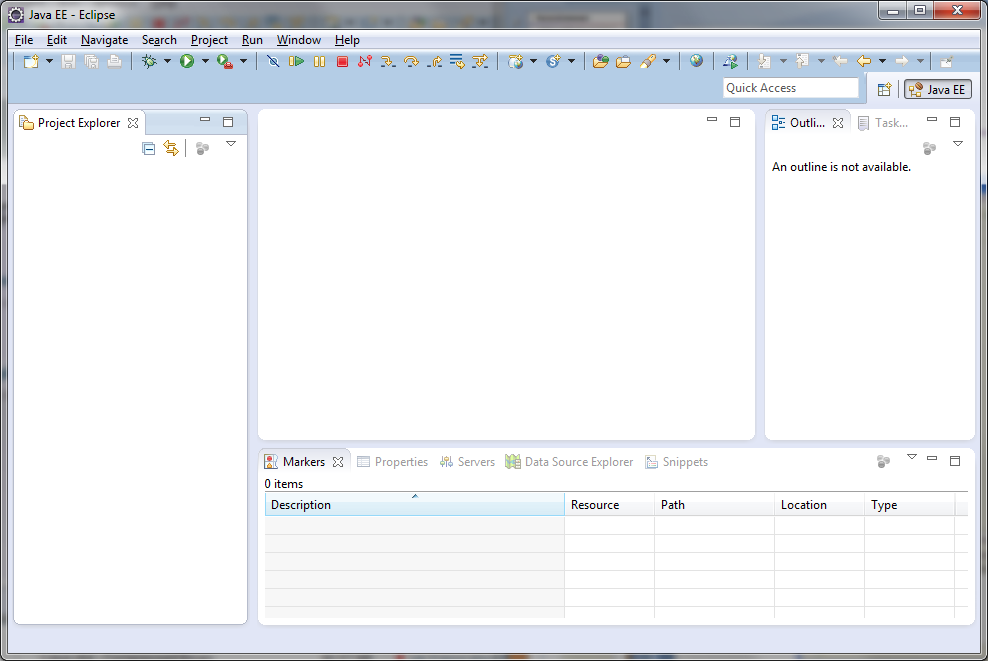 Java EE - Eclipse
File Edit Navigate Search Project Run Window Help
Quick Access
Java EE
Project Explorer
Outli... Task...
An outline is not available.
Markers Properties Servers Data Source Explorer Snippets
0 items
Description Resource Path Location Type